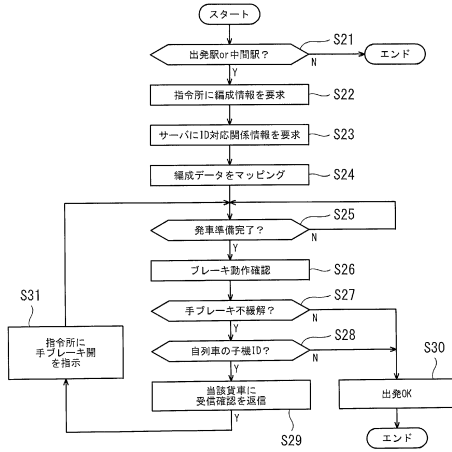 スタート
S21
出発駅or中間駅？
エンド
N
Y
指令所に編成情報を要求
S22
サーバにID対応関係情報を要求
S23
編成データをマッピング
S24
S25
発車準備完了？
N
Y
ブレーキ動作確認
S26
S27
手ブレーキ不緩解？
N
Y
S31
指令所に
手ブレーキ開
を指示
S28
自列車の子機ID？
N
Y
S30
当該貨車に
受信確認を返信
出発OK
Y
S29
エンド